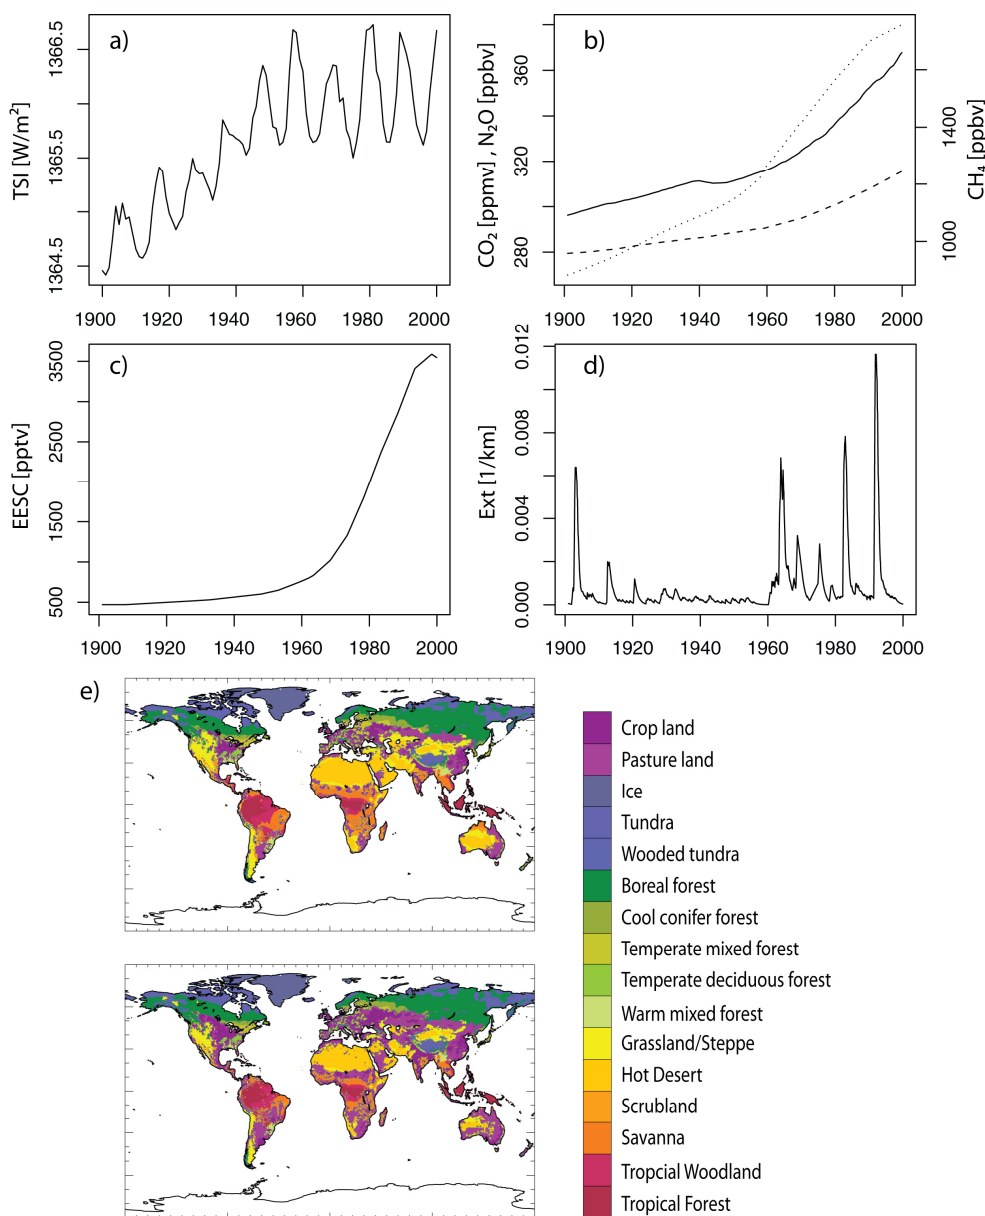 a)
TSI [W/m²]
1366.5
1365.5
1364.5
1900 1920 1940 1960 1980 2000
b)
CO₂ [ppmv] , N₂O [ppbv]
360
320
280
CH₄ [ppbv]
1400
1000
1900 1920 1940 1960 1980 2000
c)
EESC [pptv]
3500
2500
1500
500
1900 1920 1940 1960 1980 2000
d)
Ext [1/km]
0.012
0.008
0.004
0.000
1900 1920 1940 1960 1980 2000
e)
Crop land
Pasture land
Ice
Tundra
Wooded tundra
Boreal forest
Cool conifer forest
Temperate mixed forest
Temperate deciduous forest
Warm mixed forest
Grassland/Steppe
Hot Desert
Scrubland
Savanna
Tropcial Woodland
Tropical Forest